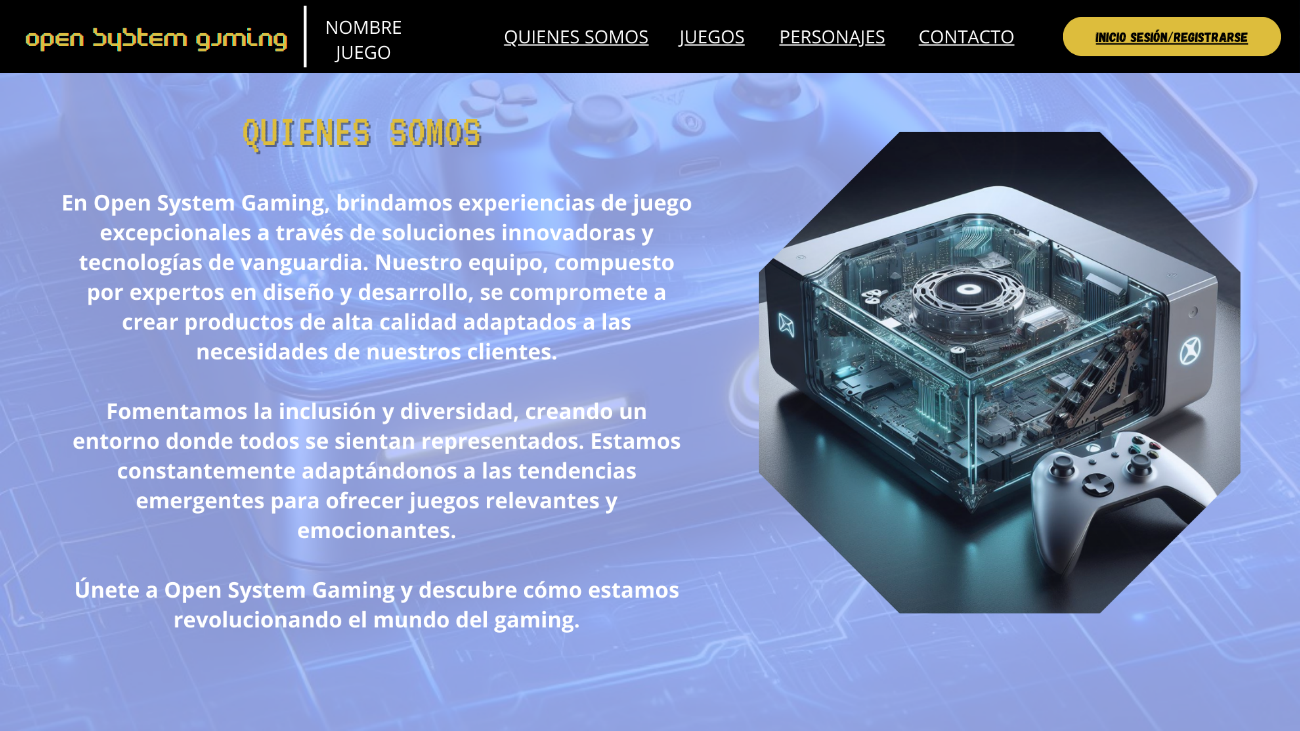 open system gaming
NOMBRE
JUEGO
QUIENES SOMOS
JUEGOS
PERSONAJES
CONTACTO
INICIO SESIÓN/REGISTRARSE
QUIENES SOMOS
En Open System Gaming, brindamos experiencias de juego
excepcionales a través de soluciones innovadoras y
tecnologías de vanguardia. Nuestro equipo, compuesto
por expertos en diseño y desarrollo, se compromete a
crear productos de alta calidad adaptados a las
necesidades de nuestros clientes.
Fomentamos la inclusión y diversidad, creando un
entorno donde todos se sientan representados. Estamos
constantemente adaptándonos a las tendencias
emergentes para ofrecer juegos relevantes y
emocionantes.
Únete a Open System Gaming y descubre cómo estamos
revolucionando el mundo del gaming.